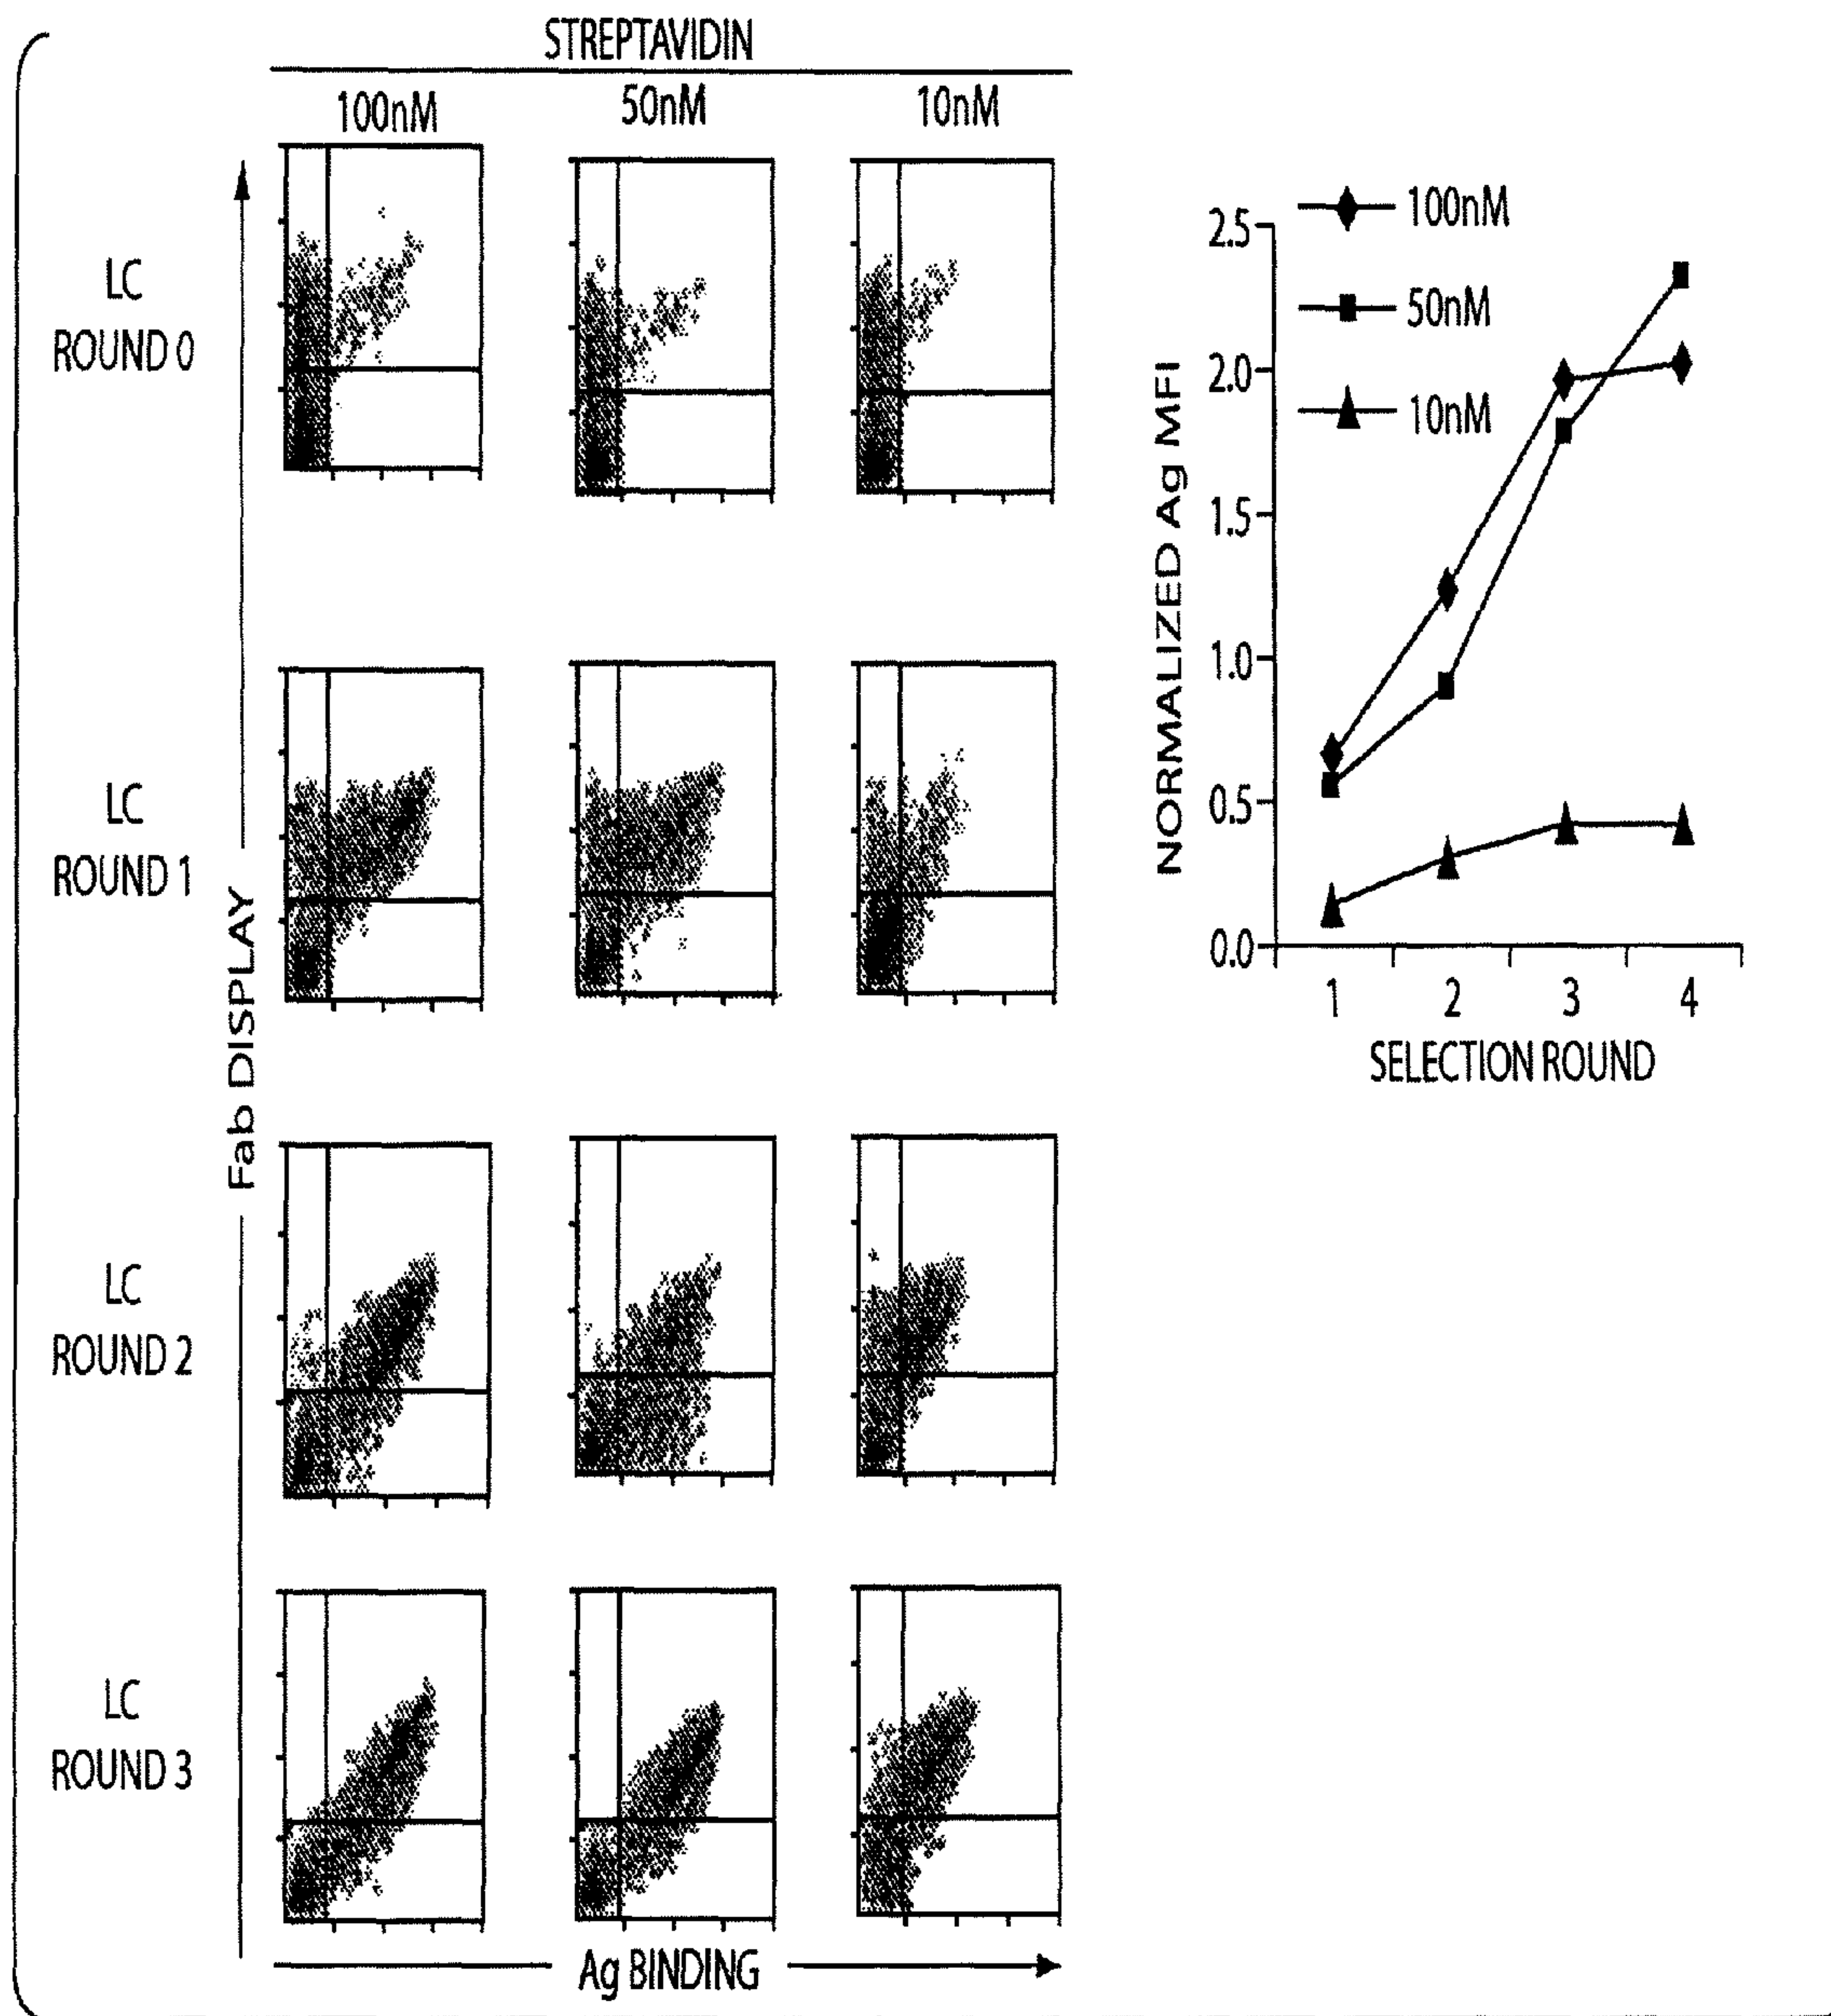 STREPTAVIDIN
100nM
50nM
10nM
LC
ROUND 0
LC
ROUND 1
LC
ROUND 2
LC
ROUND 3
Fab DISPLAY
Ag BINDING
100nM
50nM
10nM
NORMALIZED Ag MFI
2.5
2.0
1.5
1.0
0.5
0.0
1 2 3 4
SELECTION ROUND